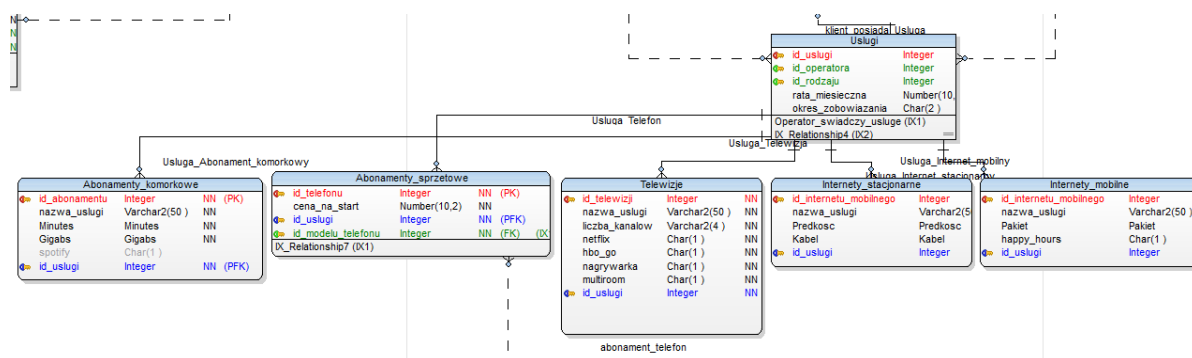 N
N
N
klient_posiada_Usluga
Uslugi
id_uslugi Integer
id_operatora Integer
id_rodzaju Integer
rata_miesieczna Number(10,
okres_zobowiazania Char(2 )
Operator_swiadczy_usluge (IX1)
IX_Relationship4 (IX2)
Usluga_Telefon
Usluga_Telewizja
Usluga_Abonament_komorkowy
Usluga_Internet_mobilny
Usluga_Internet_stacjonarny
Abonamenty_komorkowe
id_abonamentu Integer NN (PK)
nazwa_uslugi Varchar2(50 ) NN
Minutes Minutes NN
Gigabs Gigabs NN
spotify Char(1 )
id_uslugi Integer NN (PFK)
Abonamenty_sprzetowe
id_telefonu Integer NN (PK)
cena_na_start Number(10,2) NN
id_uslugi Integer NN (PFK)
id_modelu_telefonu Integer NN (FK) (IX
IX_Relationship7 (IX1)
Telewizje
id_telewizji Integer NN
nazwa_uslugi Varchar2(50 ) NN
liczba_kanalow Varchar2(4 ) NN
netflix Char(1 ) NN
hbo_go Char(1 ) NN
nagrywarka Char(1 ) NN
multiroom Char(1 ) NN
id_uslugi Integer NN
Internety_stacjonarne
id_internetu_mobilnego Integer
nazwa_uslugi Varchar2(5
Predkosc Predkosc
Kabel Kabel
id_uslugi Integer
Internety_mobilne
id_internetu_mobilnego Integer
nazwa_uslugi Varchar2(50 )
Pakiet Pakiet
happy_hours Char(1 )
id_uslugi Integer
abonament_telefon